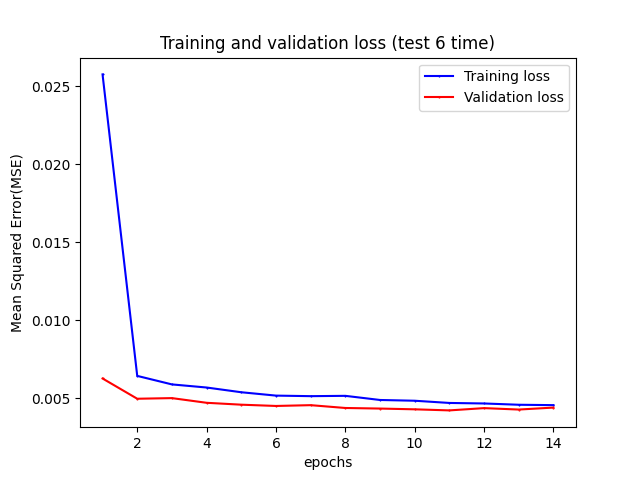 Training and validation loss (test 6 time)
Training loss
Validation loss
Mean Squared Error(MSE)
0.025
0.020
0.015
0.010
0.005
2 4 6 8 10 12 14
epochs